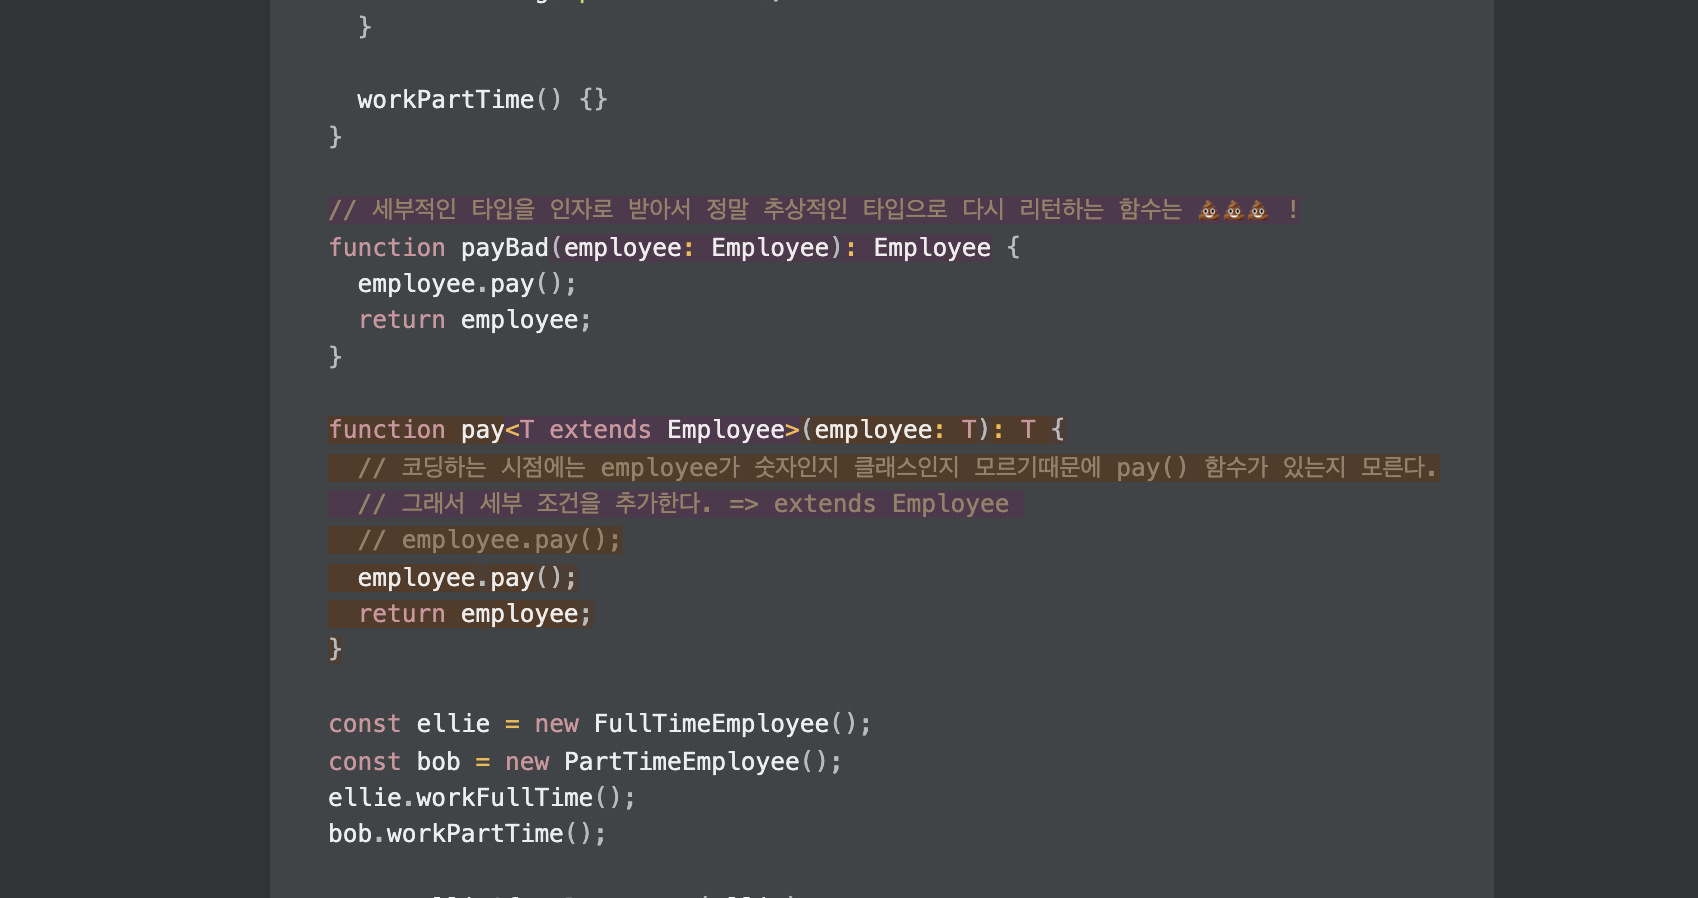 }
workPartTime() {}
}
// 세부적인 타입을 인자로 받아서 정말 추상적인 타입으로 다시 리턴하는 함수는 💩💩💩 !
function payBad(employee: Employee): Employee {
employee.pay();
return employee;
}
function pay<T extends Employee>(employee: T): T {
// 코딩하는 시점에는 employee가 숫자인지 클래스인지 모르기때문에 pay() 함수가 있는지 모른다.
// 그래서 세부 조건을 추가한다. => extends Employee
// employee.pay();
employee.pay();
return employee;
}
const ellie = new FullTimeEmployee();
const bob = new PartTimeEmployee();
ellie.workFullTime();
bob.workPartTime();